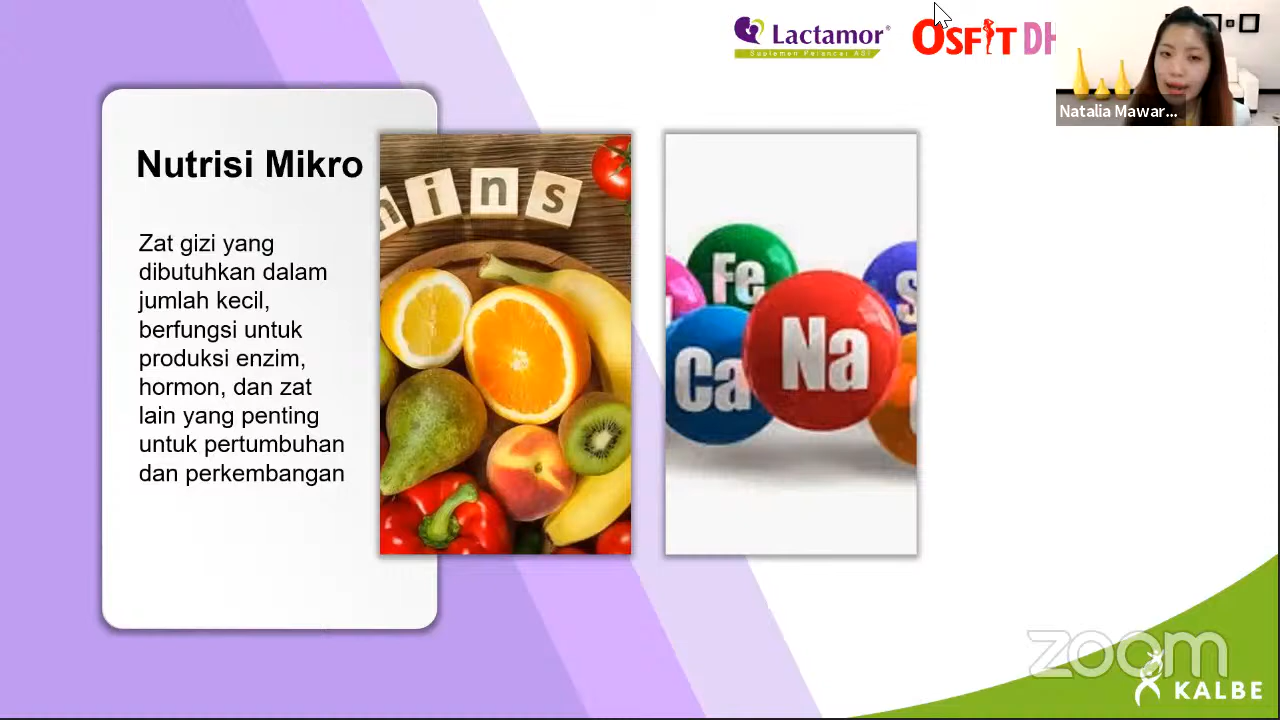 Lactamor®
Suplemen Pelancar ASI
OSFIT DH
Natalia Mawar...
Nutrisi Mikro
Zat gizi yang
dibutuhkan dalam
jumlah kecil,
berfungsi untuk
produksi enzim,
hormon, dan zat
lain yang penting
untuk pertumbuhan
dan perkembangan
ins
Fe
Ca
Na
S
zoom
KALBE